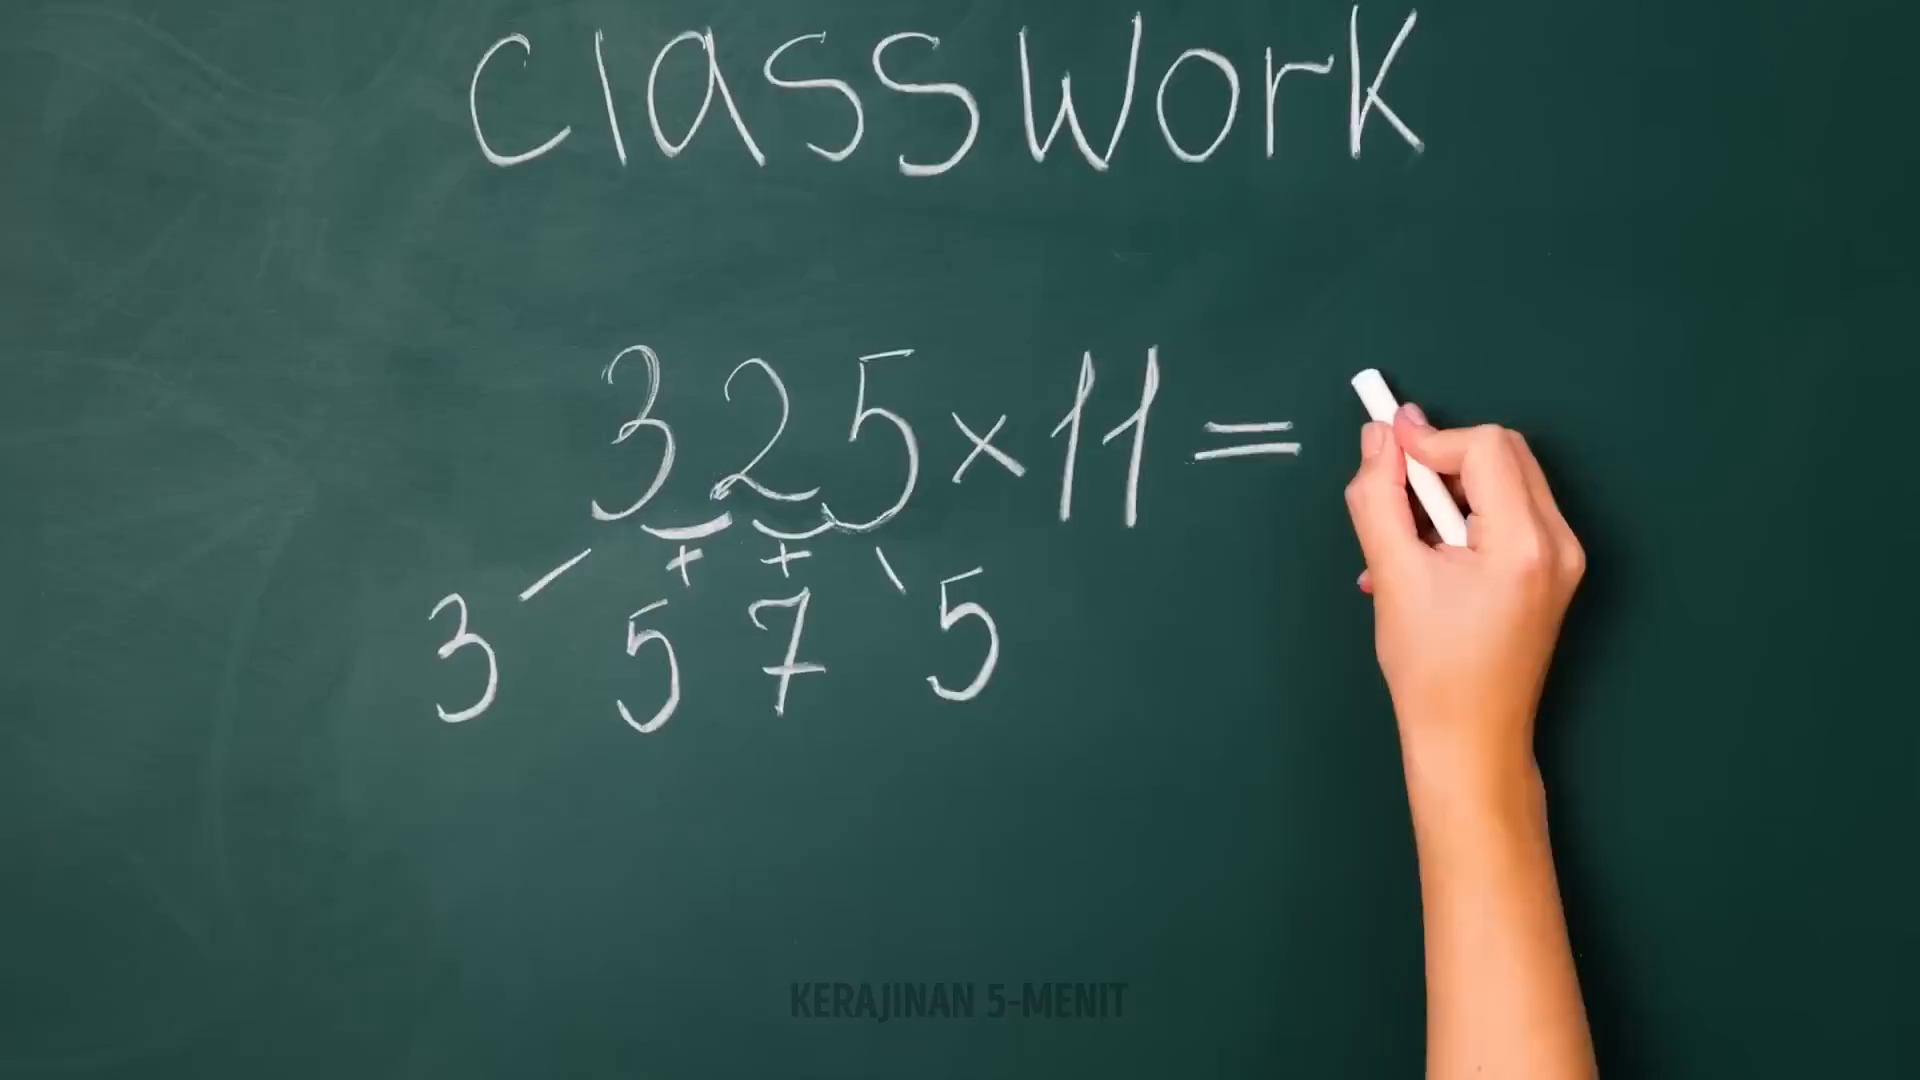 classwork
325×11=
+ +
3 5 7 5
KERAJINAN 5-MENIT